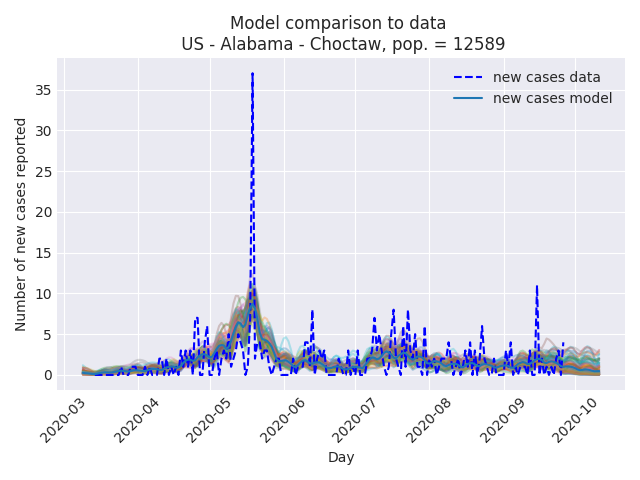 Model comparison to data
US - Alabama - Choctaw, pop. = 12589
new cases data
new cases model
Number of new cases reported
35
30
25
20
15
10
5
0
2020-03
2020-04
2020-05
2020-06
2020-07
2020-08
2020-09
2020-10
Day